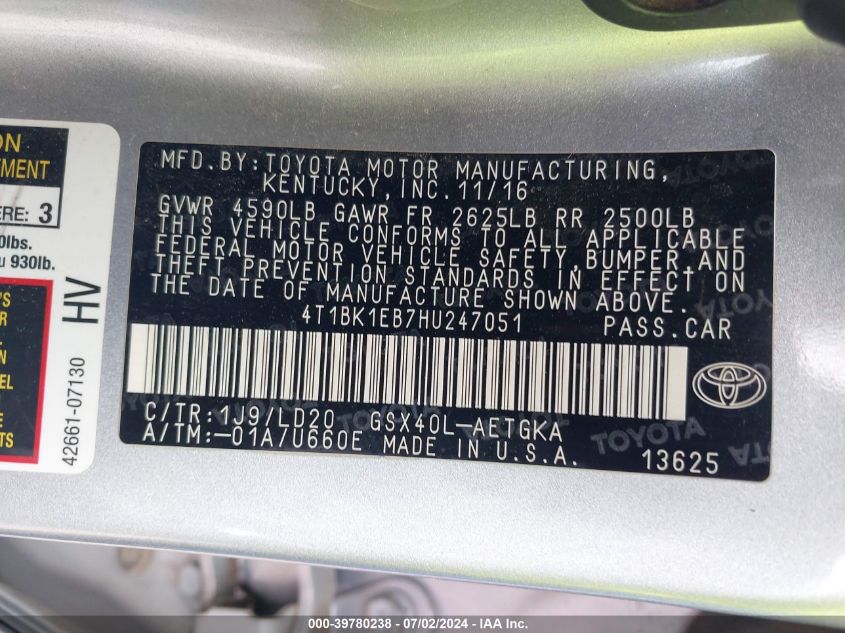 ON
TMENT
ERE: 3
0lbs.
u 930lb.
'S
R
EL
E
TS
HV
42661-07130
MFD.BY:TOYOTA MOTOR MANUFACTURING,
KENTUCKY,INC.11/16
GVWR 4590LB GAWR FR 2625LB RR 2500LB
THIS VEHICLE CONFORMS TO ALL APPLICABLE
FEDERAL MOTOR VEHICLE SAFETY,BUMPER AND
THEFT PREVENTION STANDARDS IN EFFECT ON
THE DATE OF MANUFACTURE SHOWN ABOVE.
4T1BK1EB7HU247051 PASS.CAR
C/TR:1J9/LD20 GSX40L-AETGKA
A/TM:-01A/U660E MADE IN U.S.A.
TOYOTA
13625
©--39780238 - 07/02/2024 - IAA Inc.